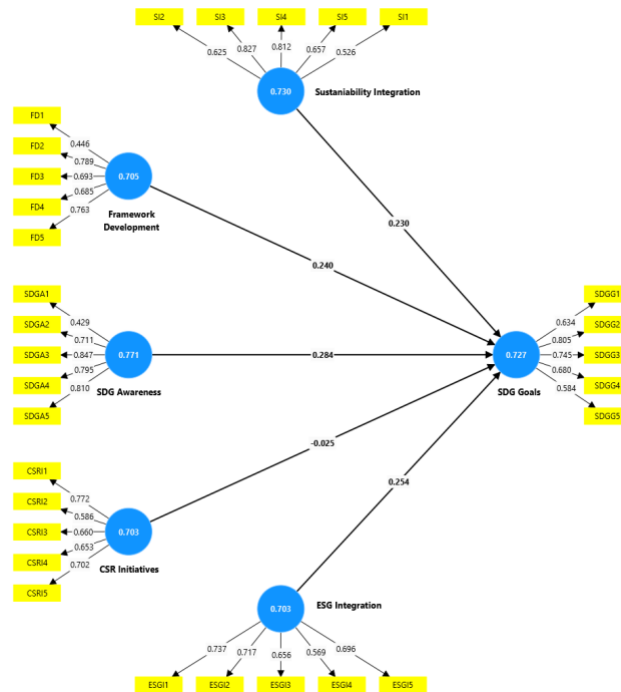 SI2 SI3 SI4 SI5 SI1
0.625 0.827 0.812 0.657 0.526
0.730
Sustaniability Integration
FD1
FD2
FD3
FD4
FD5
0.446
0.789
0.693
0.685
0.763
0.705
Framework
Development
0.230
0.240
SDGA1
SDGA2
SDGA3
SDGA4
SDGA5
0.429
0.711
0.847
0.795
0.810
0.771
SDG Awareness
0.284
0.727
SDG Goals
0.634
0.805
0.745
0.680
0.584
SDGG1
SDGG2
SDGG3
SDGG4
SDGG5
CSRI1
CSRI2
CSRI3
CSRI4
CSRI5
0.772
0.586
0.660
0.653
0.702
0.703
CSR Initiatives
-0.025
0.254
0.703
ESG Integration
0.737 0.717 0.656 0.569 0.696
ESGI1 ESGI2 ESGI3 ESGI4 ESGI5